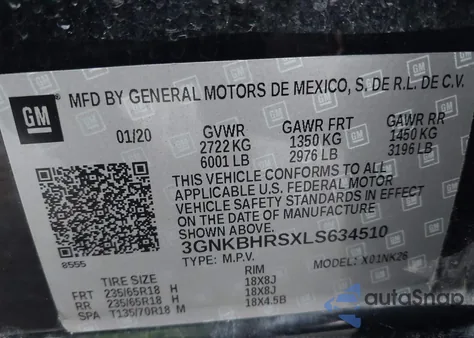 GM
MFD BY GENERAL MOTORS DE MEXICO, S. DE R.L. DE C.V.
01/20 GVWR GAWR FRT GAWR RR
2722 KG 1350 KG 1450 KG
6001 LB 2976 LB 3196 LB
THIS VEHICLE CONFORMS TO ALL
APPLICABLE U.S. FEDERAL MOTOR
VEHICLE SAFETY STANDARDS IN EFFECT
ON THE DATE OF MANUFACTURE
SHOWN ABOVE.
3GNKBHRSXLS634510
8555 TYPE: M.P.V. MODEL: X01NK26
TIRE SIZE RIM
FRT 235/65R18 H 18X8J
RR 235/65R18 H 18X8J
SPA T135/70R18 M 18X4.5B
autoSnap